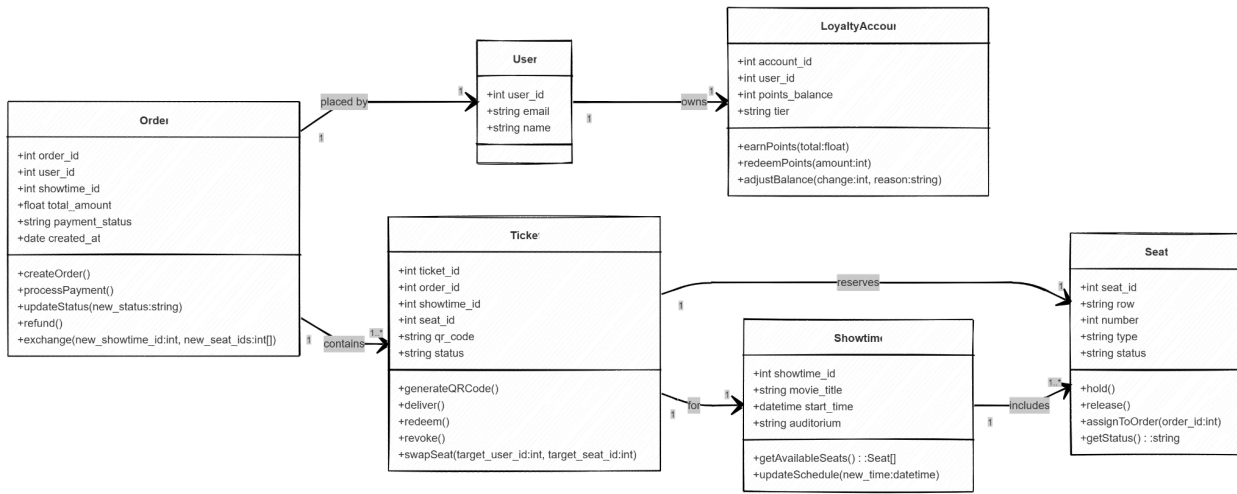 LoyaltyAccou
+int account_id
+int user_id
+int points_balance
+string tier
+earnPoints(total:float)
+redeemPoints(amount:int)
+adjustBalance(change:int, reason:string)
User
+int user_id
+string email
+string name
placed by
1
1
owns
1
1
Order
+int order_id
+int user_id
+int showtime_id
+float total_amount
+string payment_status
+date created_at
+createOrder()
+processPayment()
+updateStatus(new_status:string)
+refund()
+exchange(new_showtime_id:int, new_seat_ids:int[])
contains
1
1..*
Ticke
+int ticket_id
+int order_id
+int showtime_id
+int seat_id
+string qr_code
+string status
+generateQRCode()
+deliver()
+redeem()
+revoke()
+swapSeat(target_user_id:int, target_seat_id:int)
reserves
1
1
for
1
1
Showtime
+int showtime_id
+string movie_title
+datetime start_time
+string auditorium
+getAvailableSeats() : :Seat[]
+updateSchedule(new_time:datetime)
includes
1
1..*
Seat
+int seat_id
+string row
+int number
+string type
+string status
+hold()
+release()
+assignToOrder(order_id:int)
+getStatus() : :string